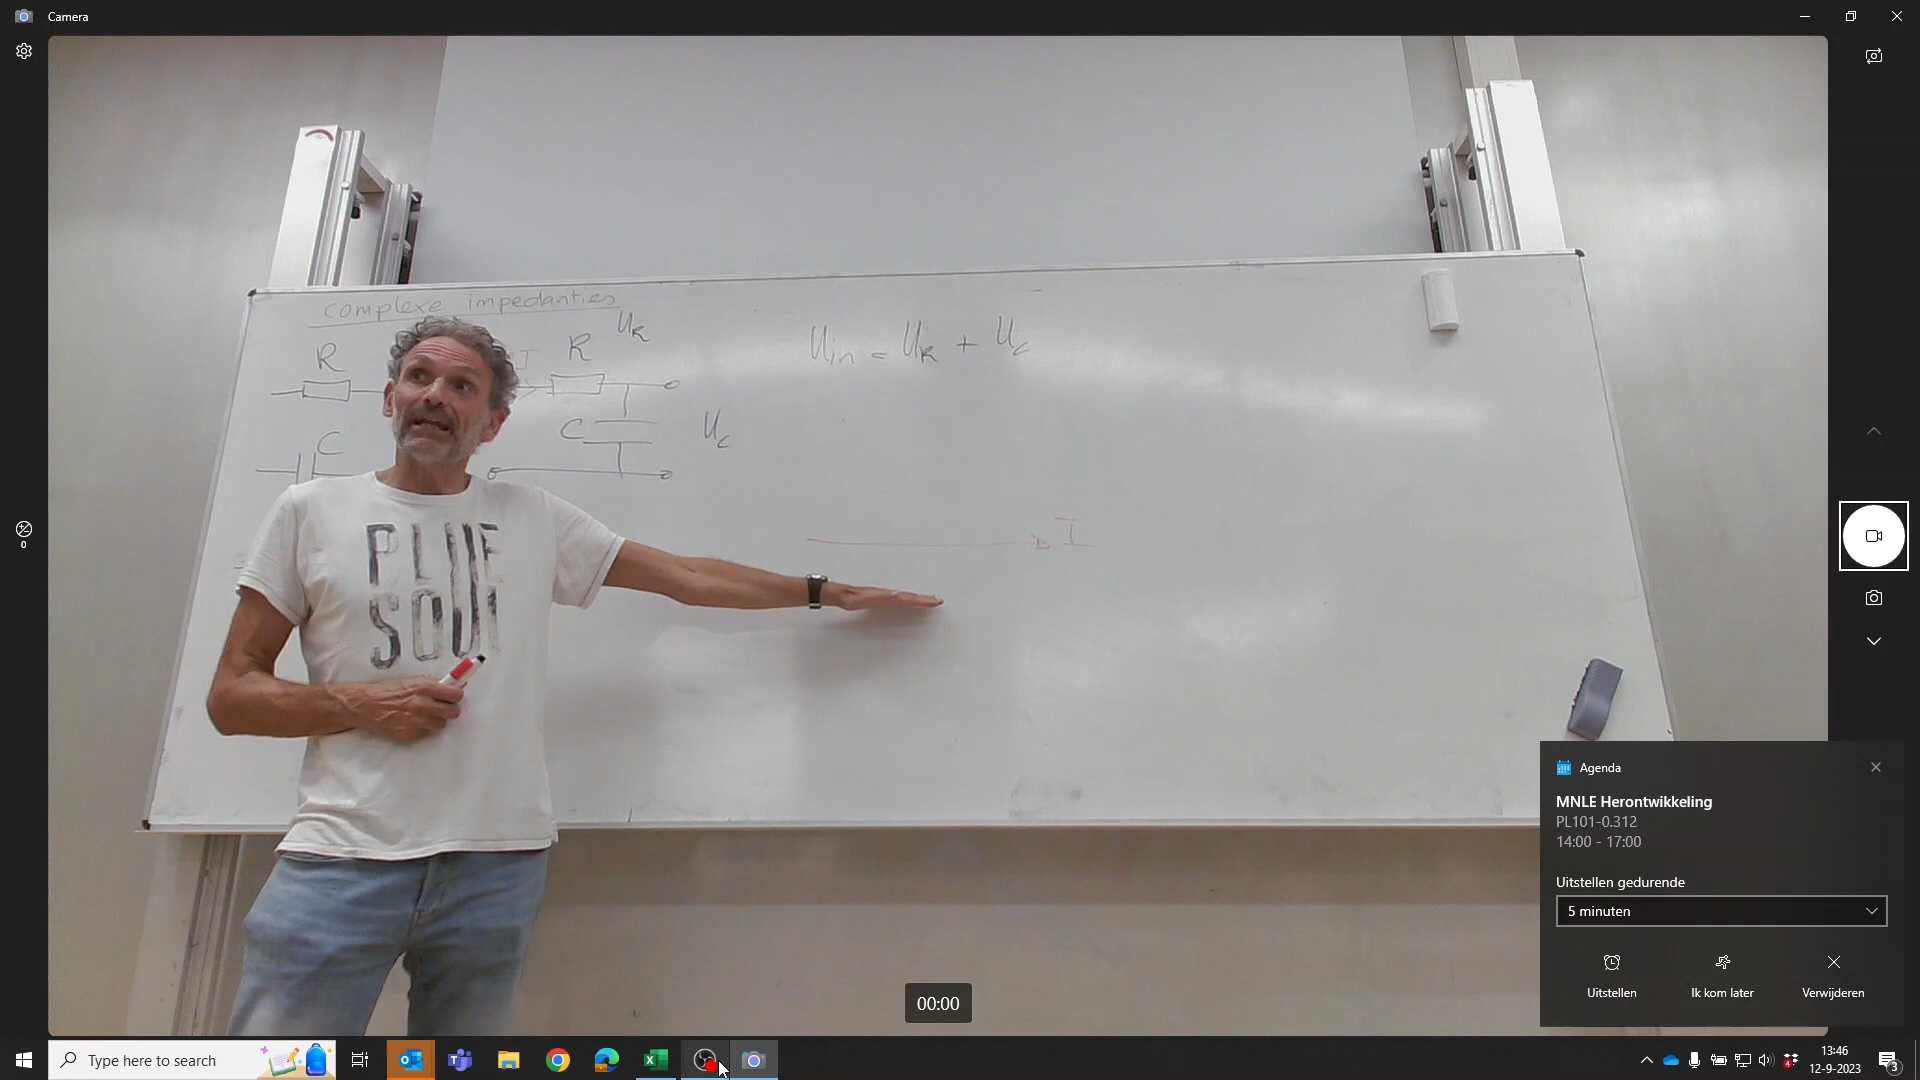 Camera
complexe impedanties
R
I
R
U_R
U_in = U_R + U_C
C
C
U_C
I
SOUL
0
Agenda
MNLE Herontwikkeling
PL101-0.312
14:00 - 17:00
Uitstellen gedurende
5 minuten
Uitstellen
Ik kom later
Verwijderen
00:00
Type here to search
13:46
12-9-2023
3